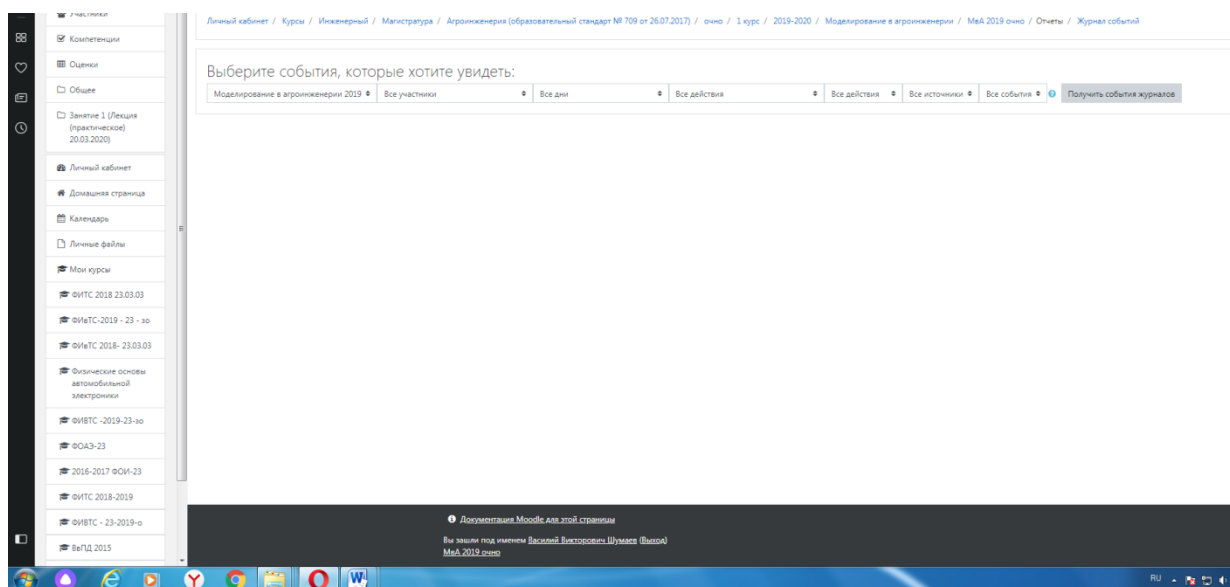 Участники
Компетенции
Оценки
Общее
Занятие 1 (Лекция
(практическое)
20.03.2020)
Личный кабинет
Домашняя страница
Календарь
Личные файлы
Мои курсы
ФИТС 2018 23.03.03
ФИвТС-2019 - 23 - зо
ФИвТС 2018- 23.03.03
Физические основы
автомобильной
электроники
ФИВТС -2019-23-зо
ФОАЭ-23
2016-2017 ФОИ-23
ФИТС 2018-2019
ФИВТС - 23-2019-о
ВвПД 2015
Личный кабинет / Курсы / Инженерный / Магистратура / Агроинженерия (образовательный стандарт № 709 от 26.07.2017) / очно / 1 курс / 2019-2020 / Моделирование в агроинженерии / МвА 2019 очно / Отчеты / Журнал событий
Выберите события, которые хотите увидеть:
Моделирование в агроинженерии 2019 Все участники Все дни Все действия Все действия Все источники Все события Получить события журналов
Документация Moodle для этой страницы
Вы зашли под именем Василий Викторович Шумаев (Выход)
МвА 2019 очно
RU